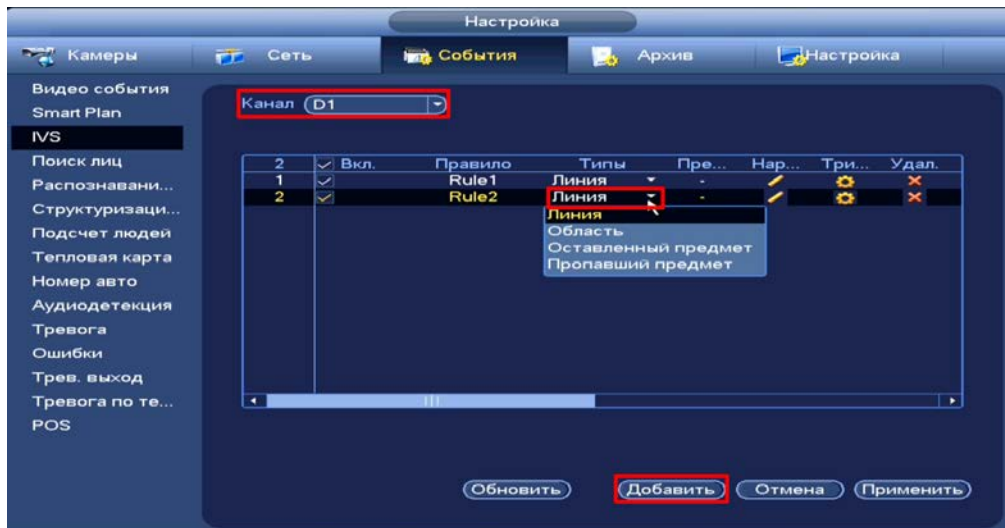 Настройка
Камеры Сеть События Архив Настройка
Видео события
Smart Plan
IVS
Поиск лиц
Распознавани...
Структуризаци...
Подсчет людей
Тепловая карта
Номер авто
Аудиодетекция
Тревога
Ошибки
Трев. выход
Тревога по те...
POS
Канал D1
2 Вкл. Правило Типы Пре... Нар... Три... Удал.
1 Rule1 Линия -
2 Rule2 Линия -
Линия
Область
Оставленный предмет
Пропавший предмет
Обновить Добавить Отмена Применить